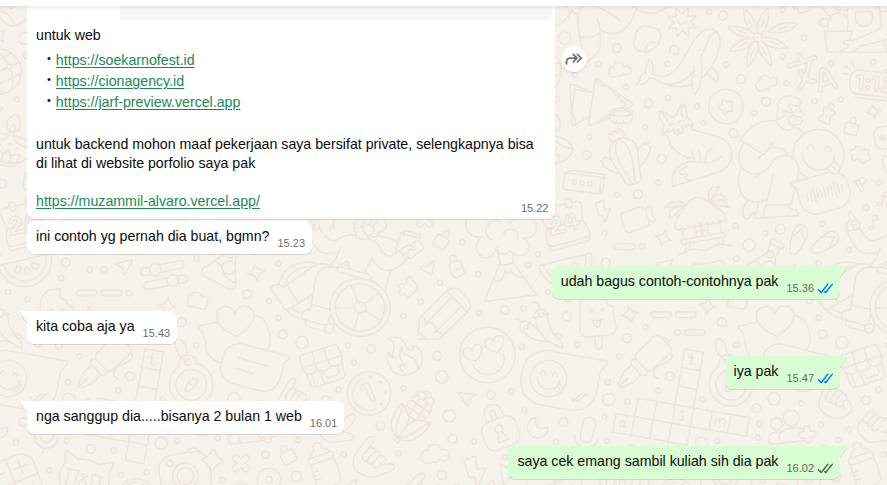 untuk web
• https://soekarnofest.id
• https://cionagency.id
• https://jarf-preview.vercel.app
untuk backend mohon maaf pekerjaan saya bersifat private, selengkapnya bisa
di lihat di website porfolio saya pak
https://muzammil-alvaro.vercel.app/
15.22
ini contoh yg pernah dia buat, bgmn? 15.23
udah bagus contoh-contohnya pak 15.36
kita coba aja ya 15.43
iya pak 15.47
nga sanggup dia.....bisanya 2 bulan 1 web 16.01
saya cek emang sambil kuliah sih dia pak 16.02